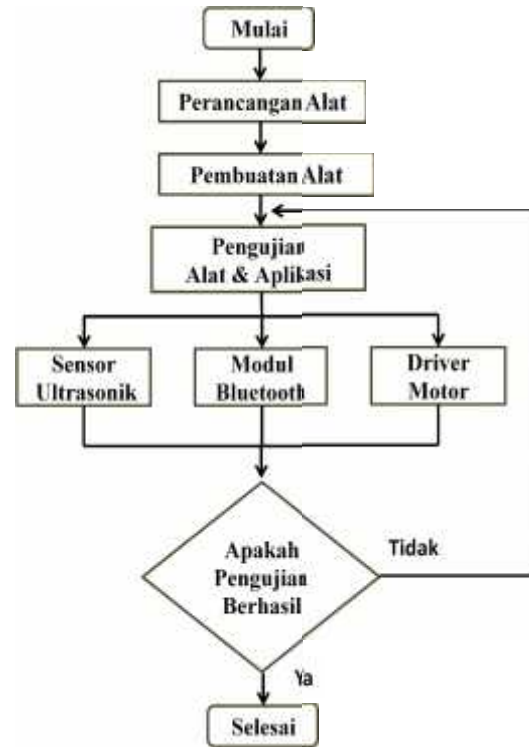 Mulai
Perancangan Alat
Pembuatan Alat
Pengujian
Alat & Aplikasi
Sensor
Ultrasonik
Modul
Bluetooth
Driver
Motor
Apakah
Pengujian
Berhasil
Tidak
Ya
Selesai